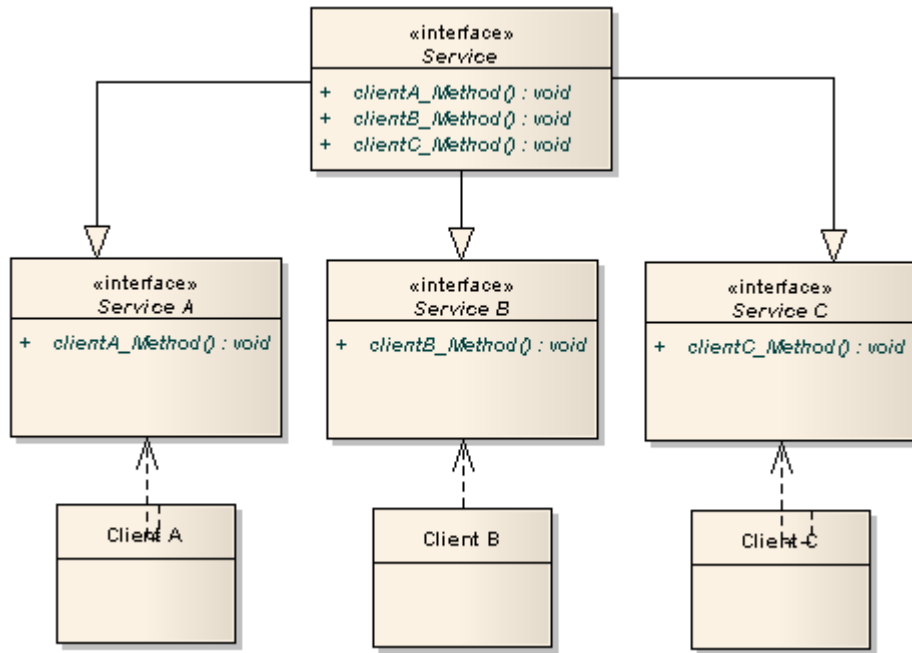 «interface»
Service
+ clientA_Method() : void
+ clientB_Method() : void
+ clientC_Method() : void
«interface»
Service A
+ clientA_Method() : void
«interface»
Service B
+ clientB_Method() : void
«interface»
Service C
+ clientC_Method() : void
Client A
Client B
Client C